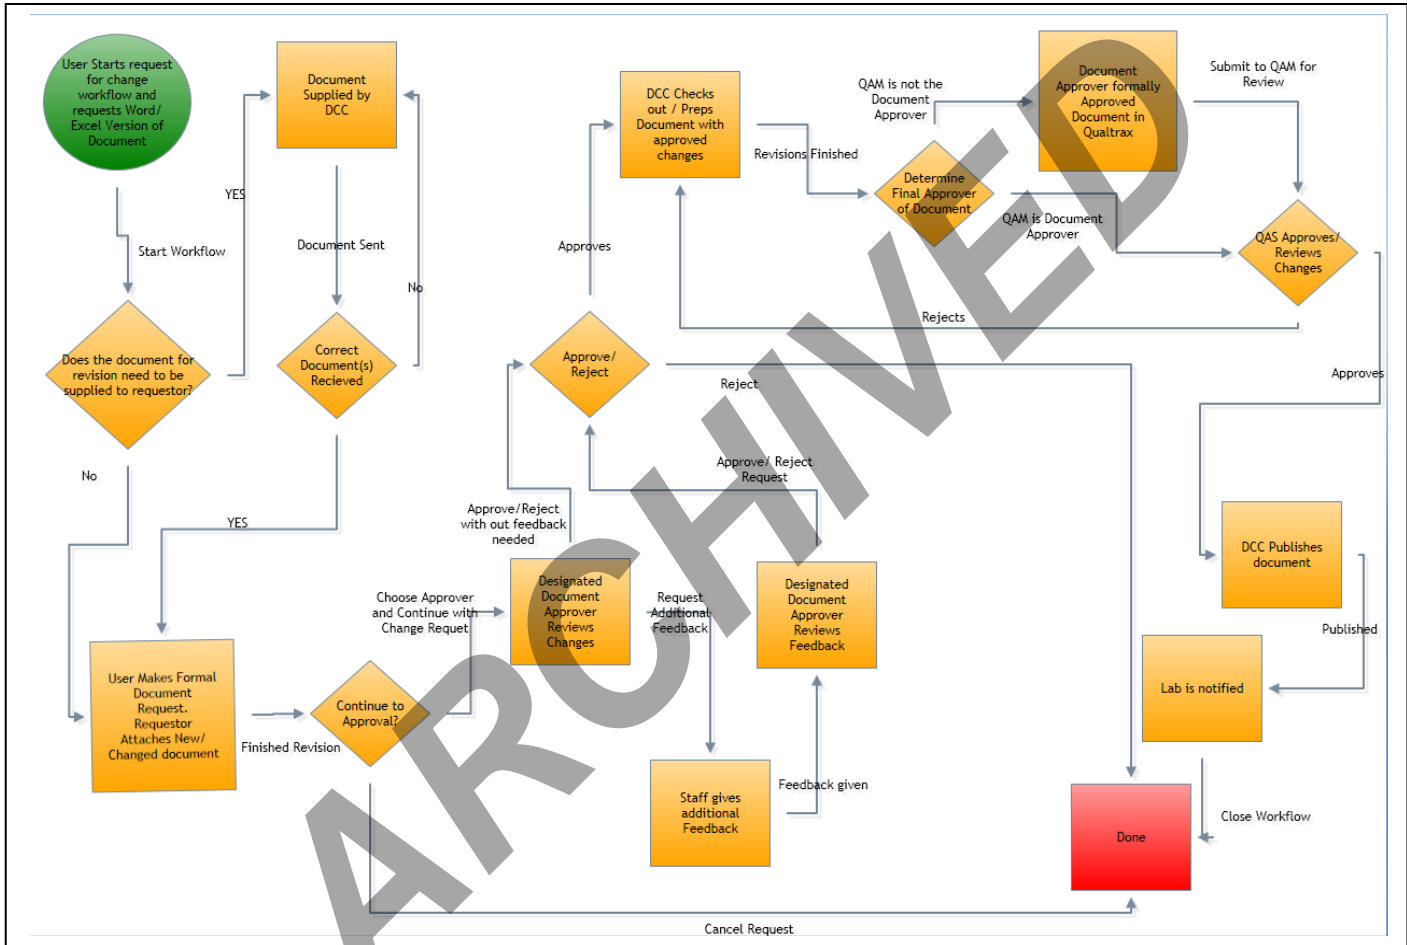 User Starts request
for change
workflow and
requests Word/
Excel Version of
Document
Start Workflow
Does the document for
revision need to be
supplied to requestor?
YES
No
Document
Supplied by
DCC
Document Sent
No
Correct
Document(s)
Recieved
YES
User Makes Formal
Document
Request.
Requestor
Attaches New/
Changed document
Finished Revision
Continue to
Approval?
Choose Approver
and Continue with
Change Requet
Cancel Request
Designated
Document
Approver
Reviews
Changes
Approve/Reject
with out feedback
needed
Request
Additional
Feedback
Staff gives
additional
Feedback
Feedback given
Designated
Document
Approver
Reviews
Feedback
Approve/ Reject
Request
Approve/
Reject
Reject
Approves
DCC Checks
out / Preps
Document with
approved
changes
Revisions Finished
Determine
Final Approver
of Document
QAM is not the
Document
Approver
QAM is Document
Approver
Document
Approver formally
Approved
Document in
Qualtrax
Submit to QAM for
Review
QAS Approves/
Reviews
Changes
Rejects
Approves
DCC Publishes
document
Published
Lab is notified
Close Workflow
Done
ARCHIVED